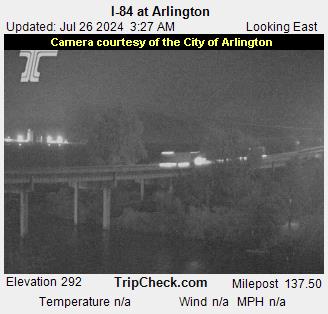 I-84 at Arlington
Updated: Jul 26 2024 3:27 AM Looking East
Camera courtesy of the City of Arlington
Elevation 292 TripCheck.com Milepost 137.50
Temperature n/a Wind n/a MPH n/a